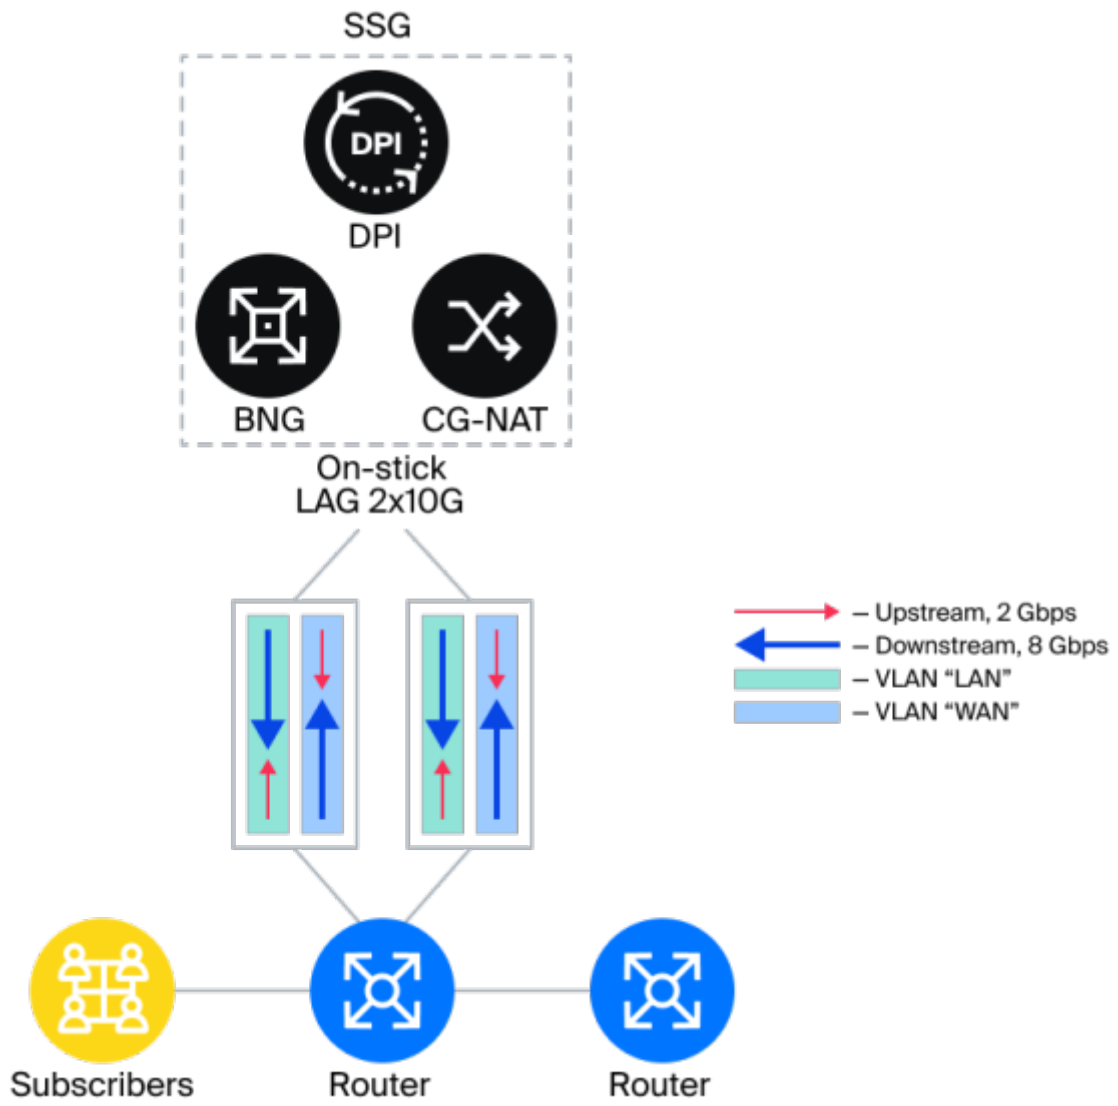 SSG
DPI
DPI
BNG
CG-NAT
On-stick
LAG 2x10G
– Upstream, 2 Gbps
– Downstream, 8 Gbps
– VLAN “LAN”
– VLAN “WAN”
Subscribers
Router
Router